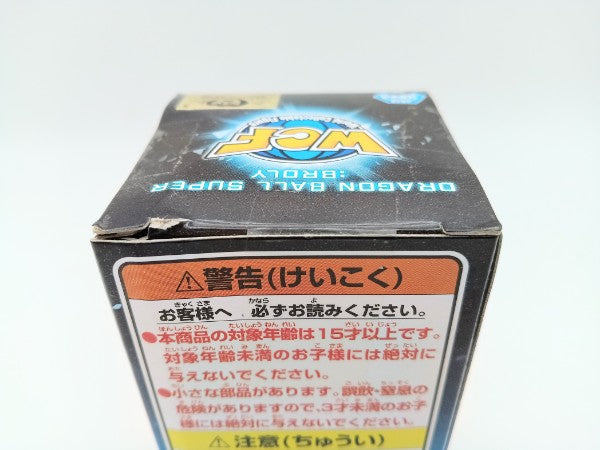 WCF
DRAGON BALL SUPER
:BROLY
⚠警告(けいこく)
お客様へ 必ずお読みください。
●本商品の対象年齢は15才以上です。
対象年齢未満のお子様には絶対に
与えないでください。
●小さな部品があります。誤飲・窒息の
危険がありますので、3才未満のお子
様には絶対に与えないでください。
⚠注意(ちゅうい)